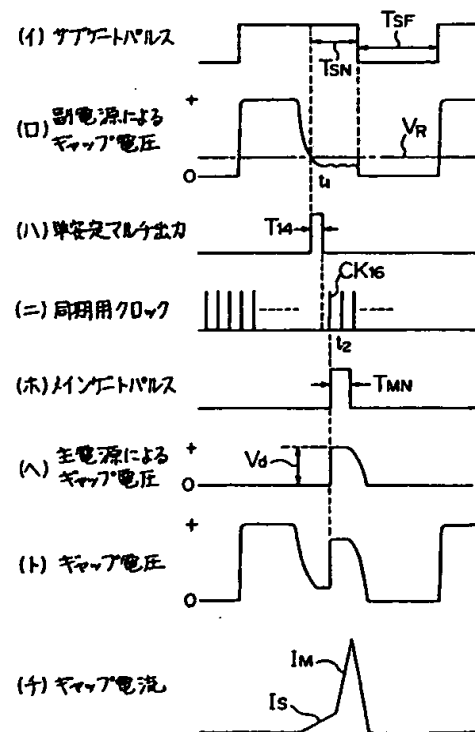 (イ) サブゲートパルス
TSN
TSF
(ロ) 副電源による
ギャップ電圧
+
0
VR
t1
(ハ) 単安定マルチ出力
T14
(ニ) 同期用クロック
CK16
t2
(ホ) メインゲートパルス
TMN
(ヘ) 主電源による
ギャップ電圧
+
0
Vd
(ト) ギャップ電圧
+
0
(チ) ギャップ電流
IM
IS